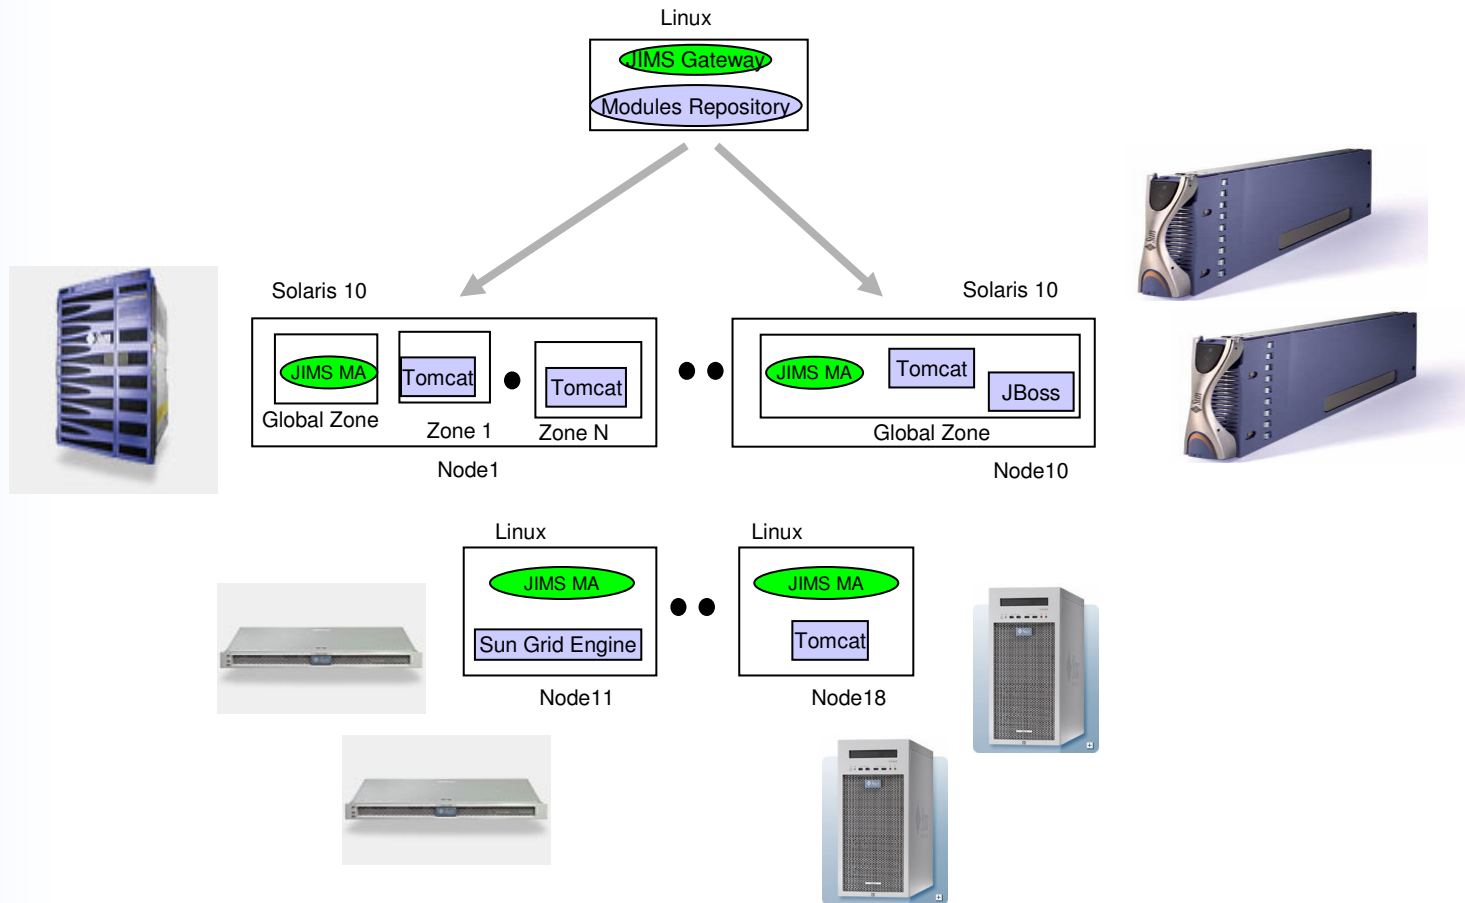 Linux
JIMS Gateway
Modules Repository
Solaris 10
Solaris 10
JIMS MA
Tomcat
Tomcat
Global Zone
Zone 1
Zone N
Node1
JIMS MA
Tomcat
JBoss
Global Zone
Node10
Linux
Linux
JIMS MA
Sun Grid Engine
Node11
JIMS MA
Tomcat
Node18
Sun
Sun